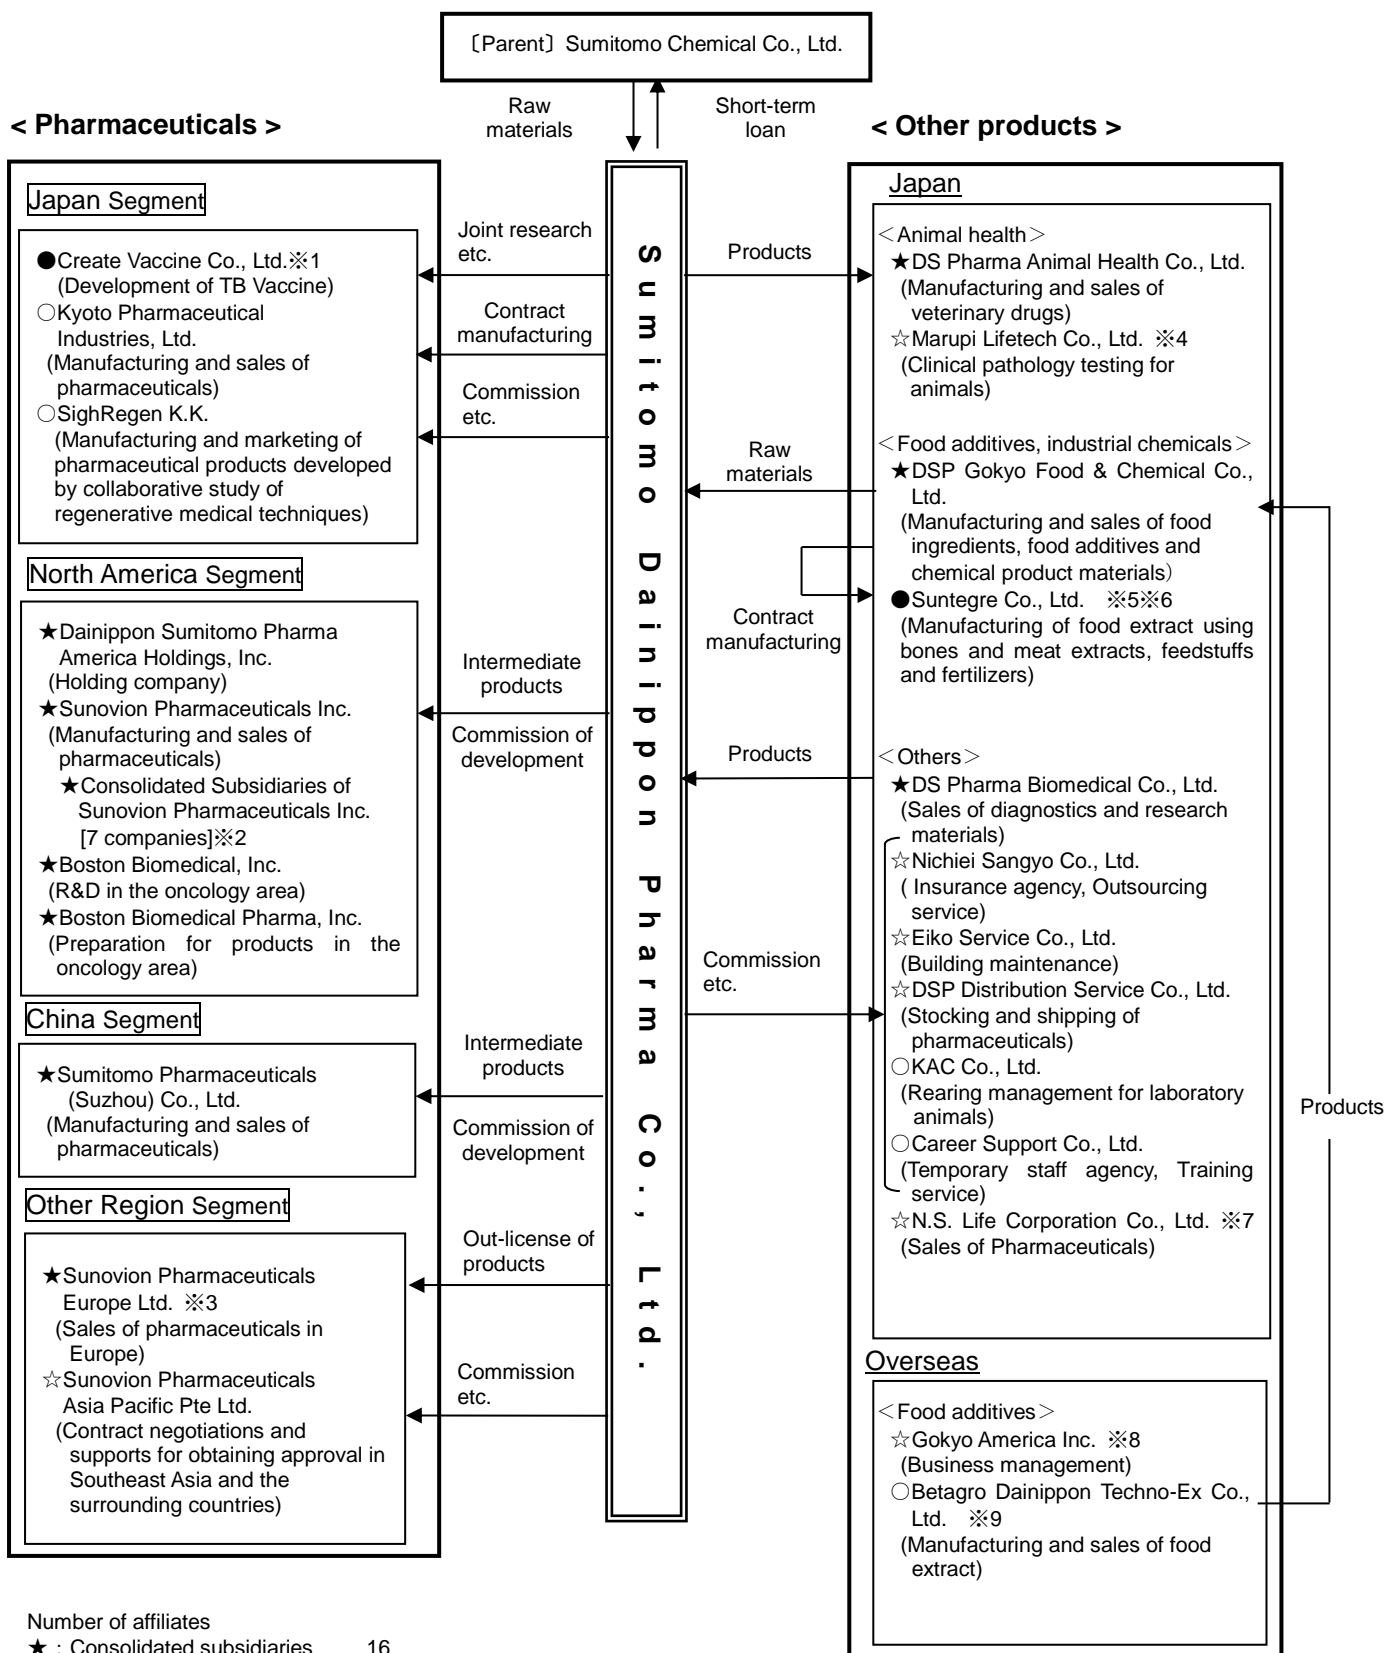 〔Parent〕Sumitomo Chemical Co., Ltd.
Raw
materials
Short-term
loan
< Pharmaceuticals >
< Other products >
Japan Segment
●Create Vaccine Co., Ltd.※1
(Development of TB Vaccine)
○Kyoto Pharmaceutical
Industries, Ltd.
(Manufacturing and sales of
pharmaceuticals)
○SighRegen K.K.
(Manufacturing and marketing of
pharmaceutical products developed
by collaborative study of
regenerative medical techniques)
North America Segment
★Dainippon Sumitomo Pharma
America Holdings, Inc.
(Holding company)
★Sunovion Pharmaceuticals Inc.
(Manufacturing and sales of
pharmaceuticals)
★Consolidated Subsidiaries of
Sunovion Pharmaceuticals Inc.
[7 companies]※2
★Boston Biomedical, Inc.
(R&D in the oncology area)
★Boston Biomedical Pharma, Inc.
(Preparation for products in the
oncology area)
China Segment
★Sumitomo Pharmaceuticals
(Suzhou) Co., Ltd.
(Manufacturing and sales of
pharmaceuticals)
Other Region Segment
★Sunovion Pharmaceuticals
Europe Ltd. ※3
(Sales of pharmaceuticals in
Europe)
☆Sunovion Pharmaceuticals
Asia Pacific Pte Ltd.
(Contract negotiations and
supports for obtaining approval in
Southeast Asia and the
surrounding countries)
Joint research
etc.
Contract
manufacturing
Commission
etc.
Intermediate
products
Commission of
development
Intermediate
products
Commission of
development
Out-license of
products
Commission
etc.
Sumitomo Dainippon Pharma Co., Ltd.
Products
Raw
materials
Contract
manufacturing
Products
Commission
etc.
Japan
＜Animal health＞
★DS Pharma Animal Health Co., Ltd.
(Manufacturing and sales of
veterinary drugs)
☆Marupi Lifetech Co., Ltd. ※4
(Clinical pathology testing for
animals)
＜Food additives, industrial chemicals＞
★DSP Gokyo Food & Chemical Co.,
Ltd.
(Manufacturing and sales of food
ingredients, food additives and
chemical product materials）
●Suntegre Co., Ltd. ※5※6
(Manufacturing of food extract using
bones and meat extracts, feedstuffs
and fertilizers)
＜Others＞
★DS Pharma Biomedical Co., Ltd.
(Sales of diagnostics and research
materials)
☆Nichiei Sangyo Co., Ltd.
( Insurance agency, Outsourcing
service)
☆Eiko Service Co., Ltd.
(Building maintenance)
☆DSP Distribution Service Co., Ltd.
(Stocking and shipping of
pharmaceuticals)
○KAC Co., Ltd.
(Rearing management for laboratory
animals)
○Career Support Co., Ltd.
(Temporary staff agency, Training
service)
☆N.S. Life Corporation Co., Ltd. ※7
(Sales of Pharmaceuticals)
Overseas
＜Food additives＞
☆Gokyo America Inc. ※8
(Business management)
○Betagro Dainippon Techno-Ex Co.,
Ltd. ※9
(Manufacturing and sales of food
extract)
Products
Number of affiliates
★ : Consolidated subsidiaries 16